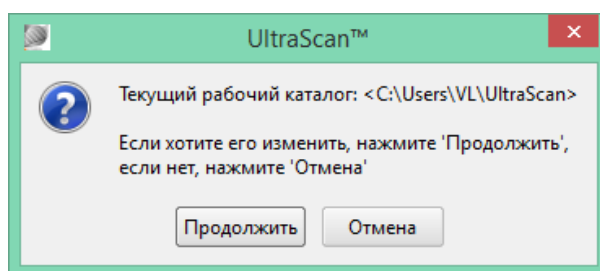 UltraScan™
Текущий рабочий каталог: <C:\Users\VL\UltraScan>
Если хотите его изменить, нажмите 'Продолжить',
если нет, нажмите 'Отмена'
Продолжить Отмена